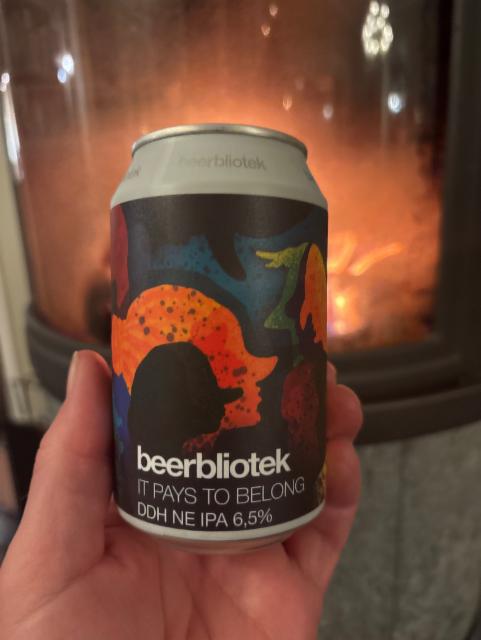 beerbliotek
beerbliotek
IT PAYS TO BELONG
DDH NE IPA 6,5%